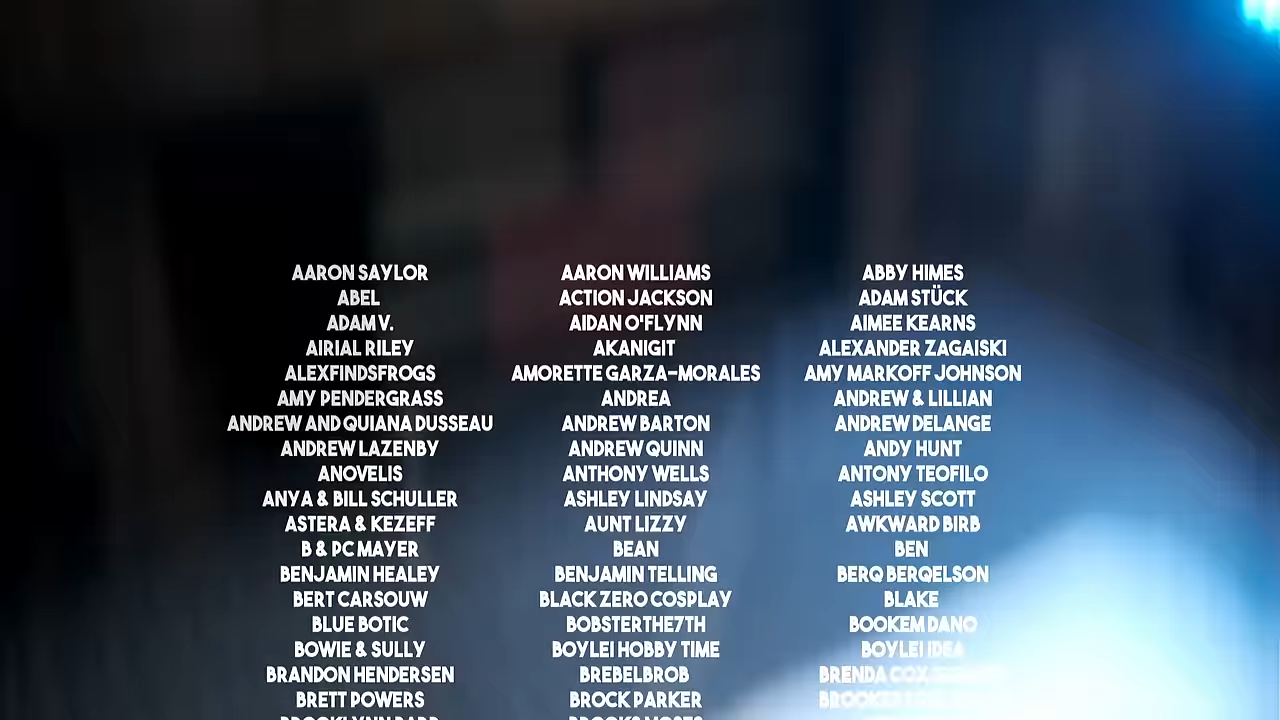 AARON SAYLOR AARON WILLIAMS ABBY HIMES
ABEL ACTION JACKSON ADAM STÜCK
ADAM V. AIDAN O'FLYNN AIMEE KEARNS
AIRIAL RILEY AKANIGIT ALEXANDER ZAGAISKI
ALEXFINDSFROGS AMORETTE GARZA-MORALES AMY MARKOFF JOHNSON
AMY PENDERGRASS ANDREA ANDREW & LILLIAN
ANDREW AND QUIANA DUSSEAU ANDREW BARTON ANDREW DELANGE
ANDREW LAZENBY ANDREW QUINN ANDY HUNT
ANOVELIS ANTHONY WELLS ANTONY TEOFILO
ANYA & BILL SCHULLER ASHLEY LINDSAY ASHLEY SCOTT
ASTERA & KEZEFF AUNT LIZZY AWKWARD BIRB
B & PC MAYER BEAN BEN
BENJAMIN HEALEY BENJAMIN TELLING BERQ BERQELSON
BERT CARSOUW BLACK ZERO COSPLAY BLAKE
BLUE BOTIC BOBSTERTHE7TH BOOKEM DANO
BOWIE & SULLY BOYLEI HOBBY TIME BOYLEI IDEA
BRANDON HENDERSEN BREBELBROB BRENDA COX
BRETT POWERS BROCK PARKER